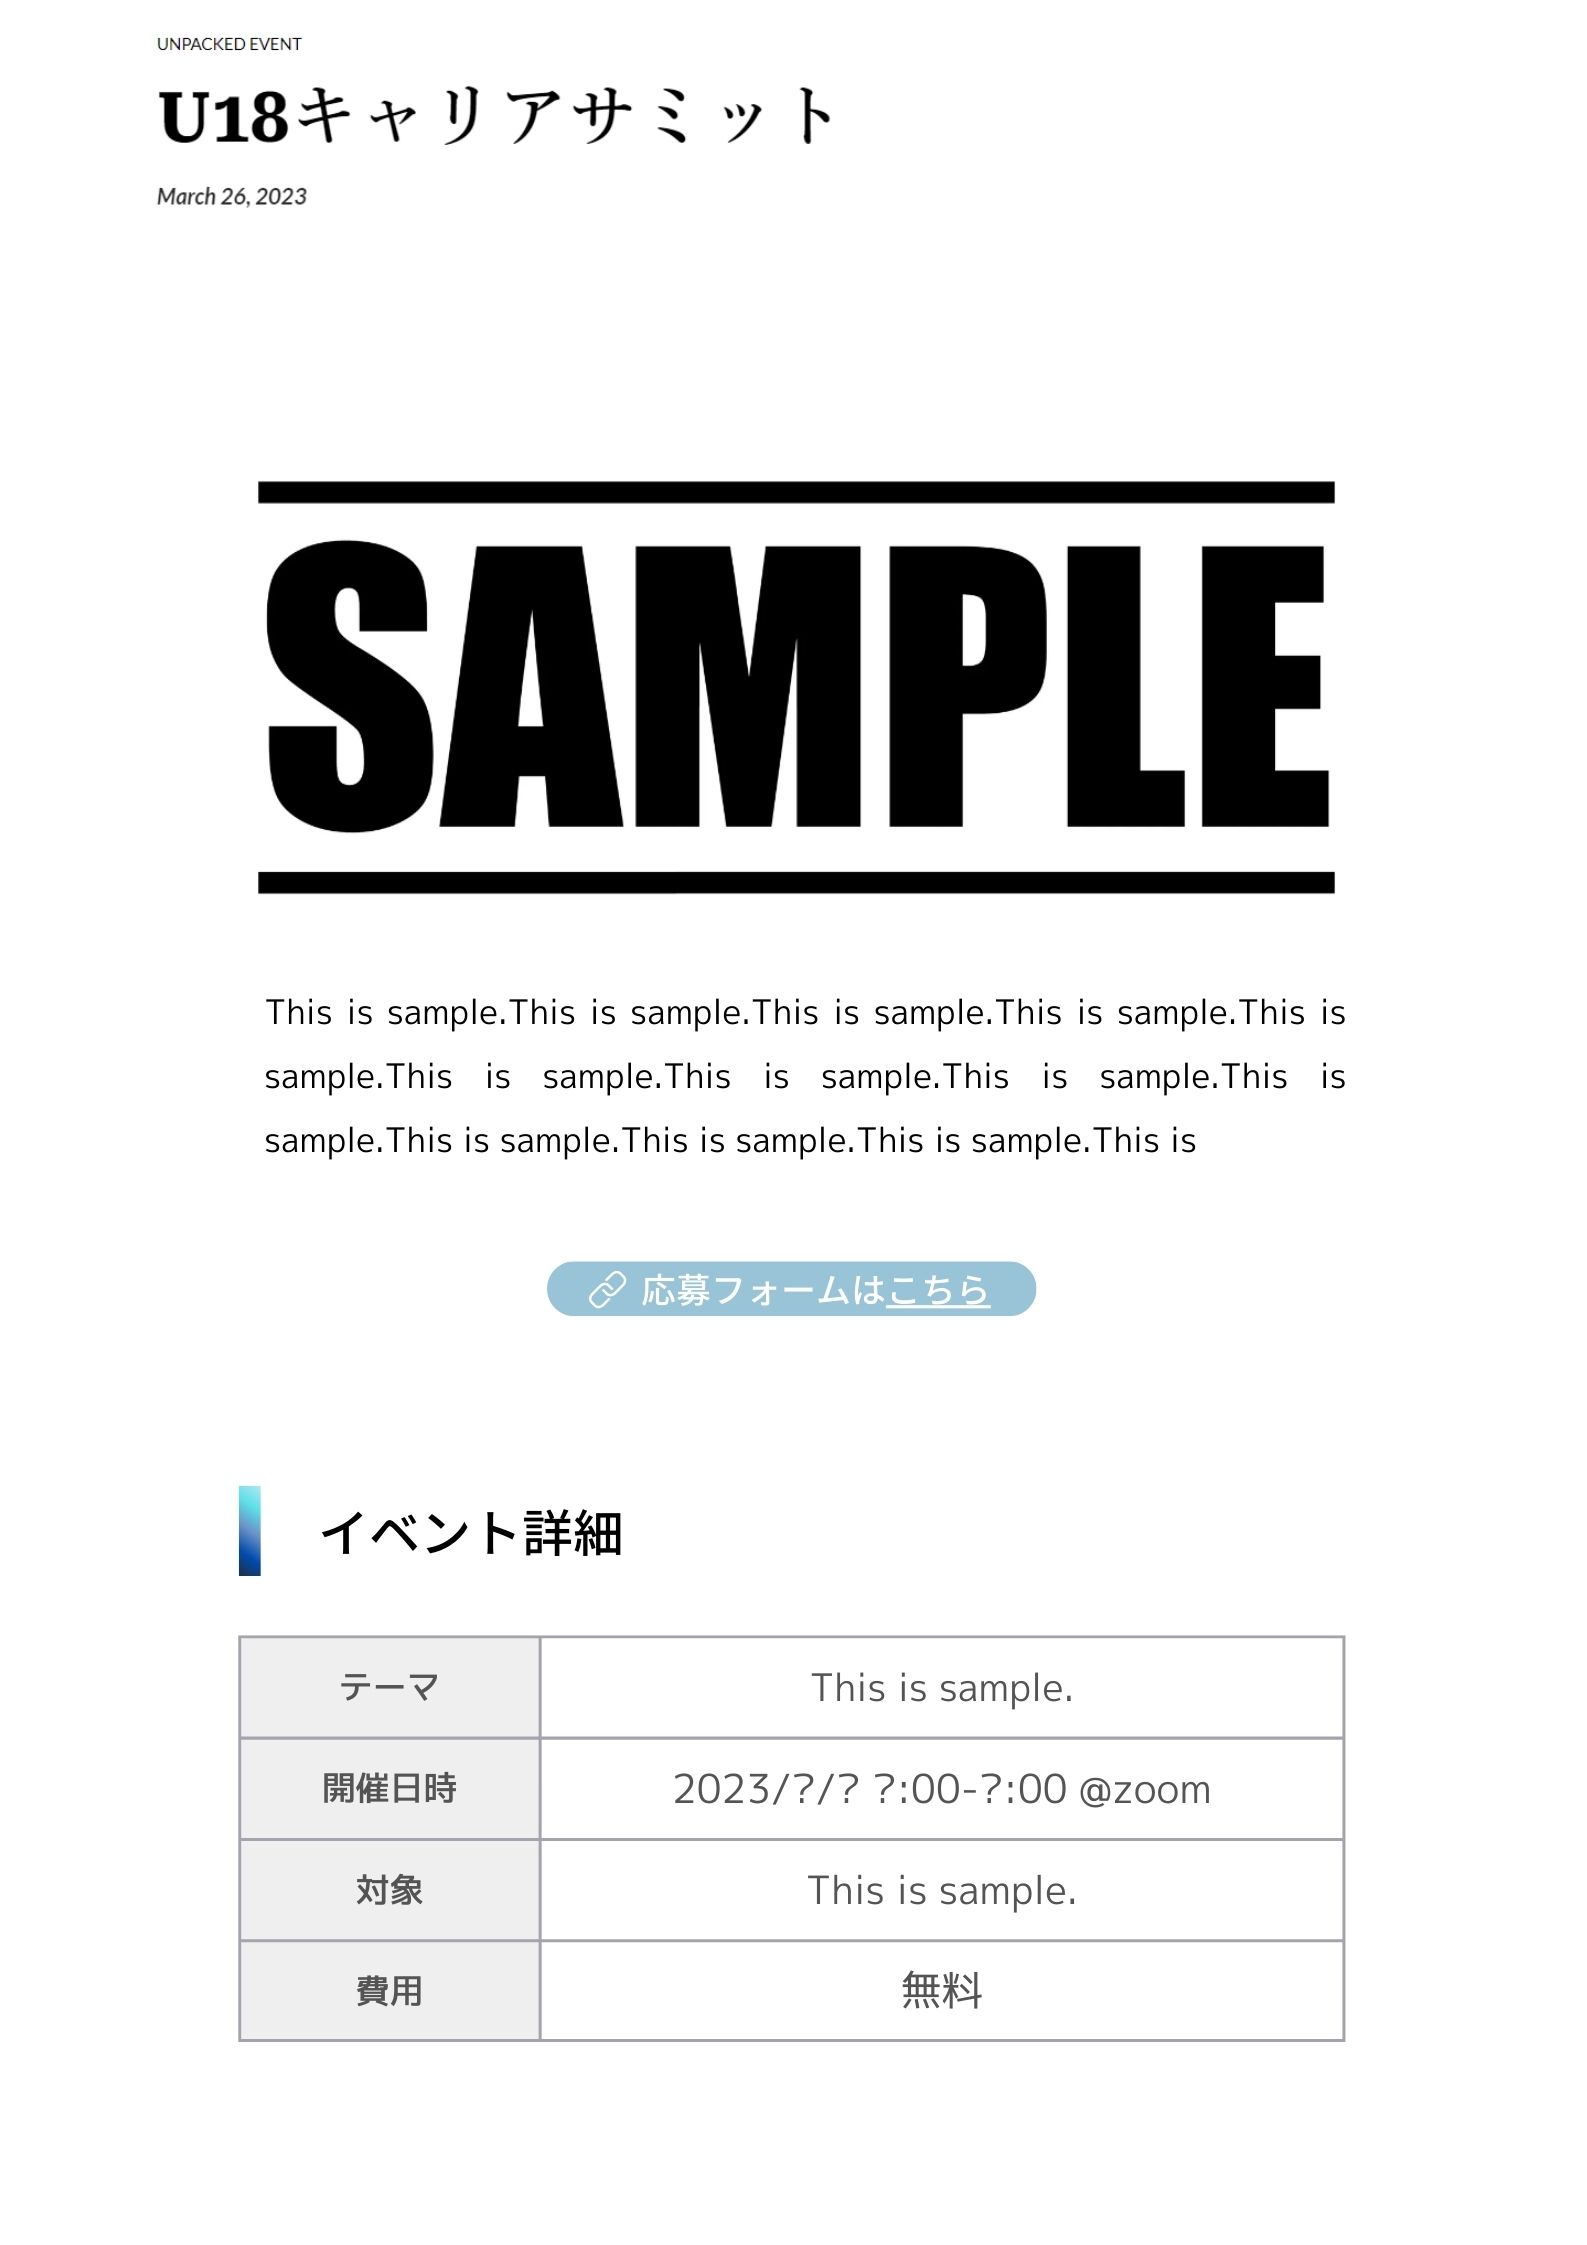 UNPACKED EVENT
U18キャリアサミット
March 26, 2023
SAMPLE
This is sample.This is sample.This is sample.This is sample.This is
sample.This is sample.This is sample.This is sample.This is
sample.This is sample.This is sample.This is sample.This is
応募フォームはこちら
イベント詳細
テーマ This is sample.
開催日時 2023/?/? ?:00-?:00 @zoom
対象 This is sample.
費用 無料